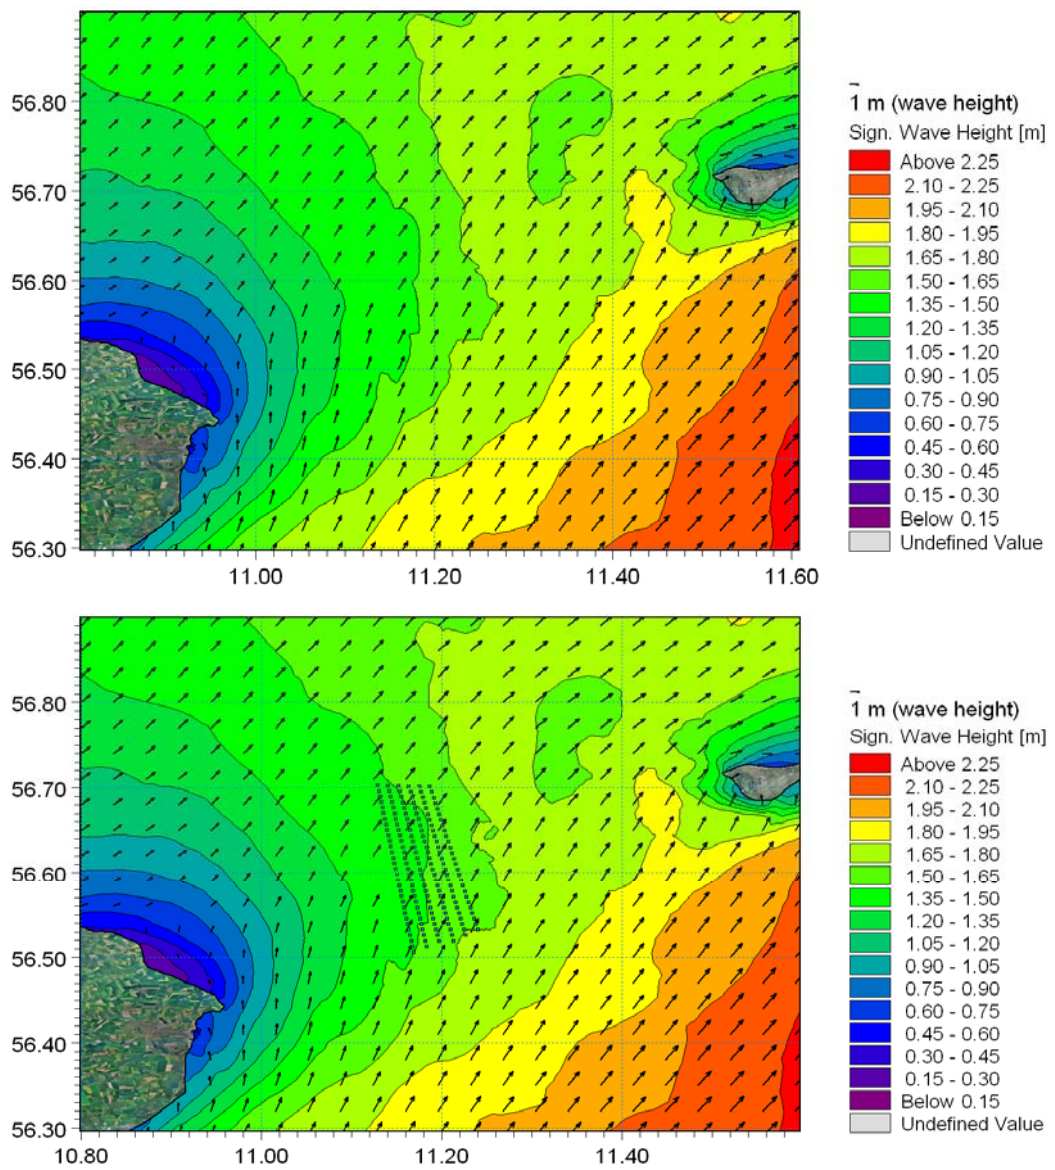 56.80
56.70
56.60
56.50
56.40
56.30
11.00
11.20
11.40
11.60
1 m (wave height)
Sign. Wave Height [m]
Above 2.25
2.10 - 2.25
1.95 - 2.10
1.80 - 1.95
1.65 - 1.80
1.50 - 1.65
1.35 - 1.50
1.20 - 1.35
1.05 - 1.20
0.90 - 1.05
0.75 - 0.90
0.60 - 0.75
0.45 - 0.60
0.30 - 0.45
0.15 - 0.30
Below 0.15
Undefined Value
56.80
56.70
56.60
56.50
56.40
56.30
10.80
11.00
11.20
11.40
1 m (wave height)
Sign. Wave Height [m]
Above 2.25
2.10 - 2.25
1.95 - 2.10
1.80 - 1.95
1.65 - 1.80
1.50 - 1.65
1.35 - 1.50
1.20 - 1.35
1.05 - 1.20
0.90 - 1.05
0.75 - 0.90
0.60 - 0.75
0.45 - 0.60
0.30 - 0.45
0.15 - 0.30
Below 0.15
Undefined Value